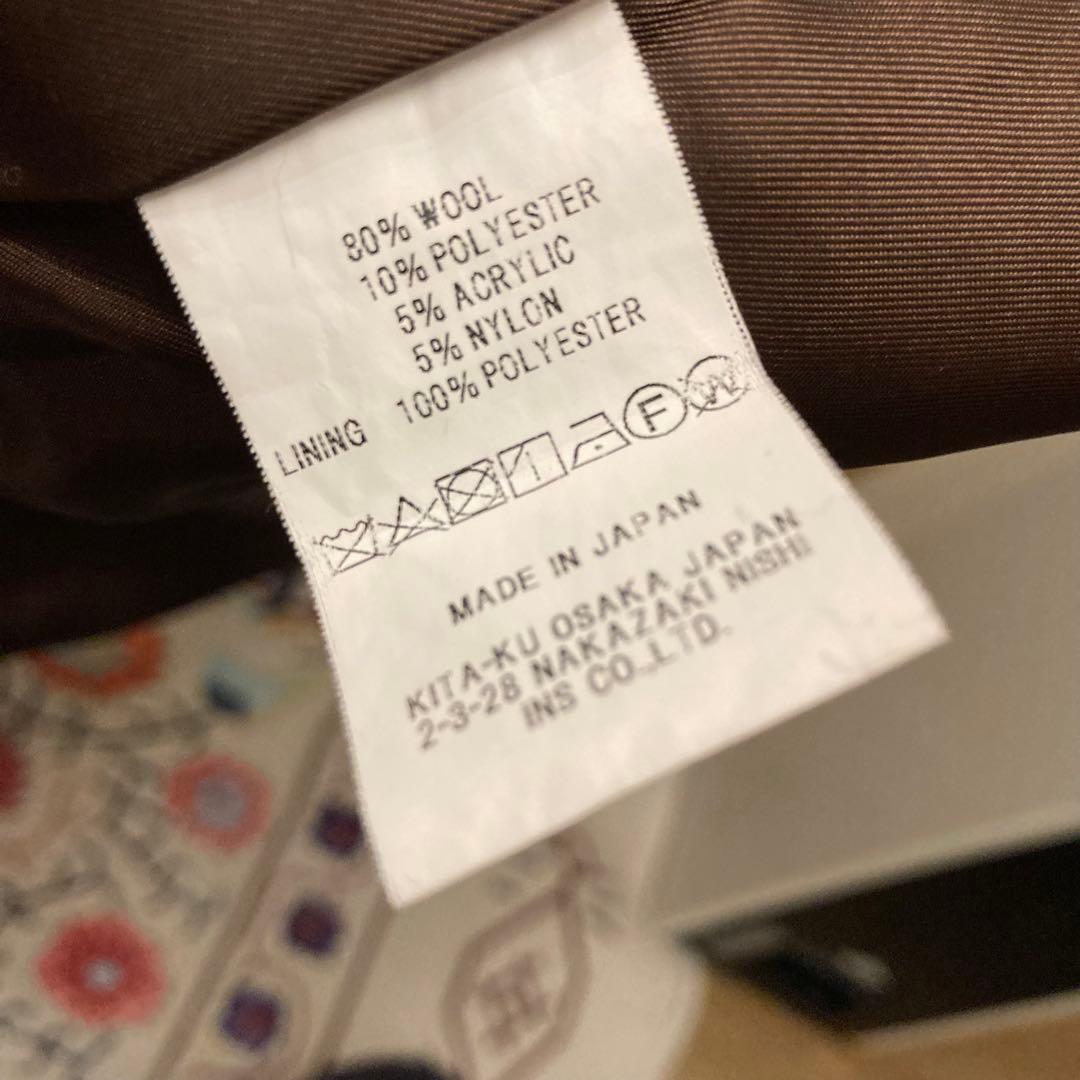 80% WOOL
10% POLYESTER
5% ACRYLIC
5% NYLON
LINING 100% POLYESTER
F
MADE IN JAPAN
KITA-KU OSAKA JAPAN
2-3-28 NAKAZAKI NISHI
INS CO.,LTD.